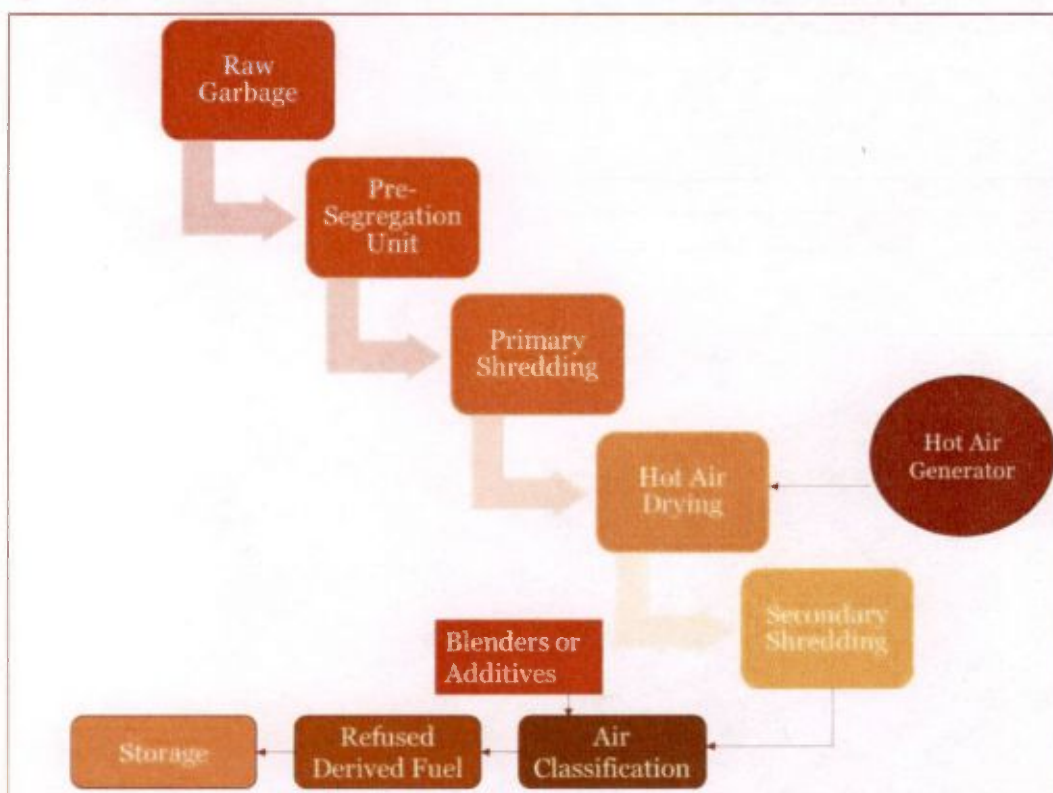 Raw
Garbage
Pre-
Segregation
Unit
Primary
Shredding
Hot Air
Drying
Hot Air
Generator
Secondary
Shredding
Blenders or
Additives
Air
Classification
Refused
Derived Fuel
Storage